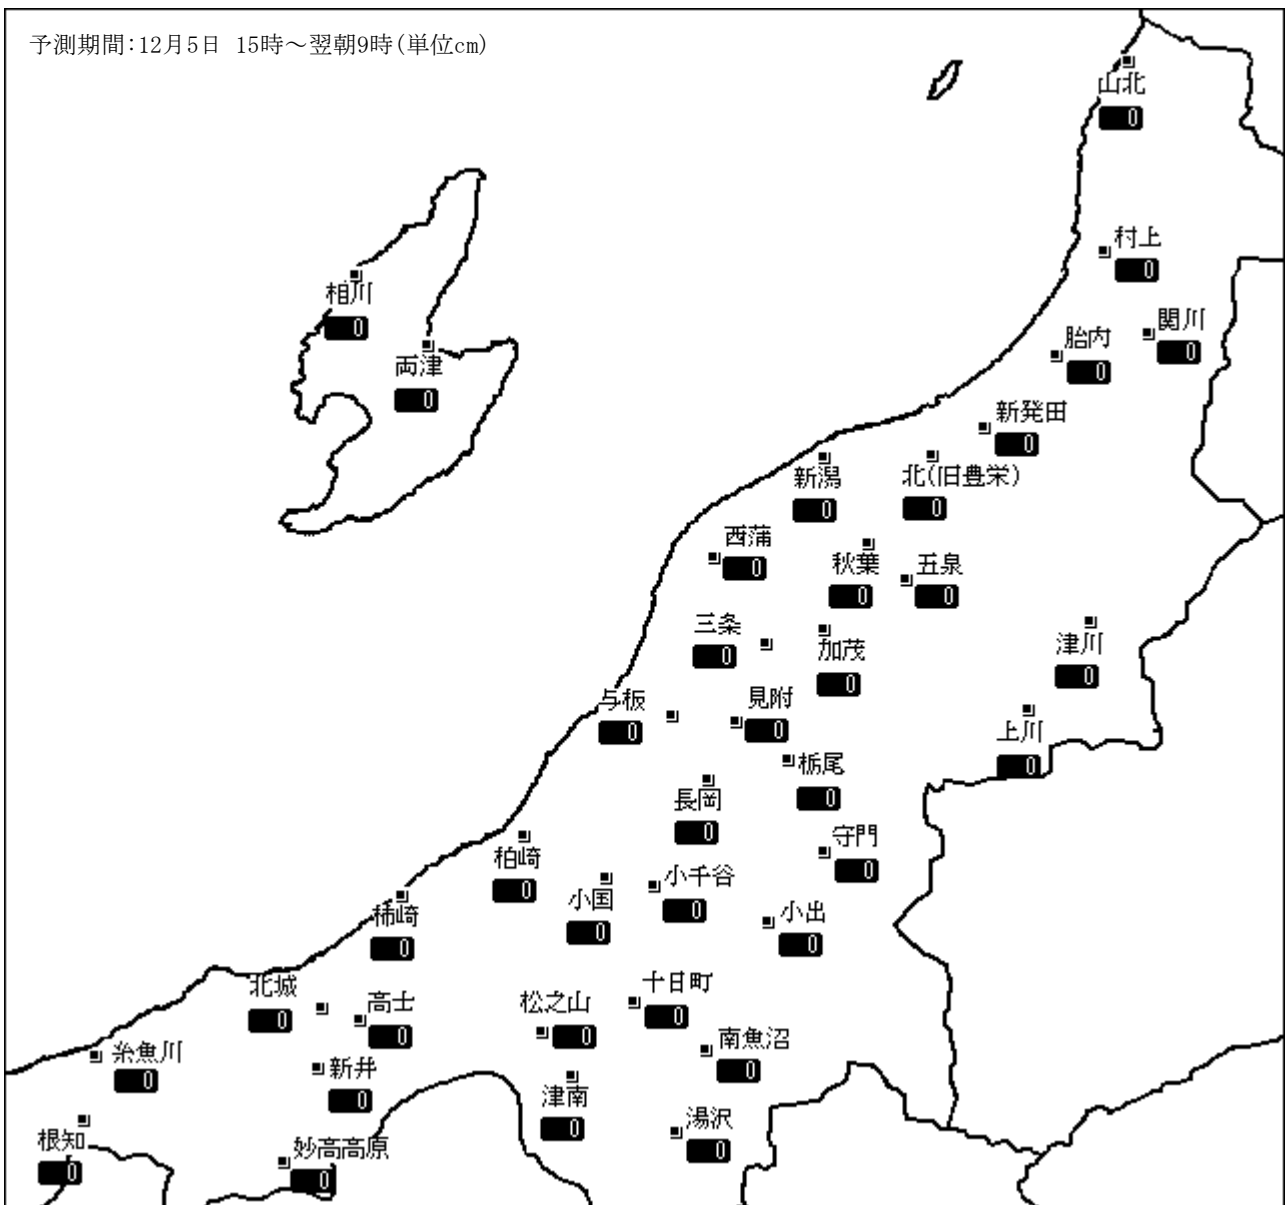 予測期間:12月5日 15時～翌朝9時(単位cm)
山北
0
村上
0
相川
0
関川
0
胎内
0
両津
0
新発田
0
新潟
0
北(旧豊栄)
0
西蒲
0
秋葉
0
五泉
0
三条
0
加茂
0
津川
0
与板
0
見附
0
上川
0
栃尾
0
長岡
0
守門
0
柏崎
0
小国
0
小千谷
0
小出
0
柿崎
0
北城
0
高士
0
松之山
0
十日町
0
南魚沼
0
糸魚川
0
新井
0
津南
0
湯沢
0
根知
0
妙高高原
0